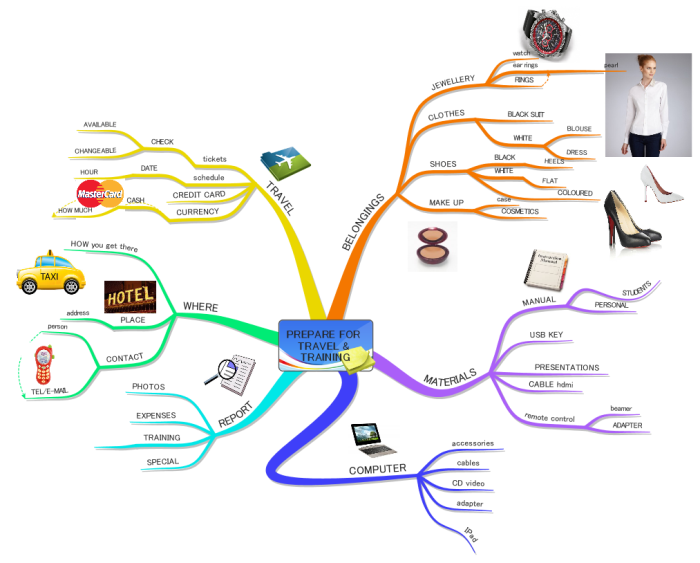 PREPARE FOR
TRAVEL &
TRAINING
BELONGINGS
JEWELLERY
watch
ear rings
pearl
RINGS
CLOTHES
BLACK SUIT
WHITE
BLOUSE
DRESS
SHOES
BLACK
HEELS
WHITE
FLAT
COLOURED
MAKE UP
case
COSMETICS
MATERIALS
MANUAL
STUDENTS
PERSONAL
USB KEY
PRESENTATIONS
CABLE hdmi
remote control
beamer
ADAPTER
COMPUTER
accessories
cables
CD video
adapter
IPad
REPORT
PHOTOS
EXPENSES
TRAINING
SPECIAL
WHERE
HOW you get there
TAXI
HOTEL
PLACE
address
CONTACT
person
TEL/E-MAIL
TRAVEL
tickets
CHECK
AVAILABLE
CHANGEABLE
schedule
DATE
HOUR
CREDIT CARD
MasterCard
CURRENCY
CASH
HOW MUCH